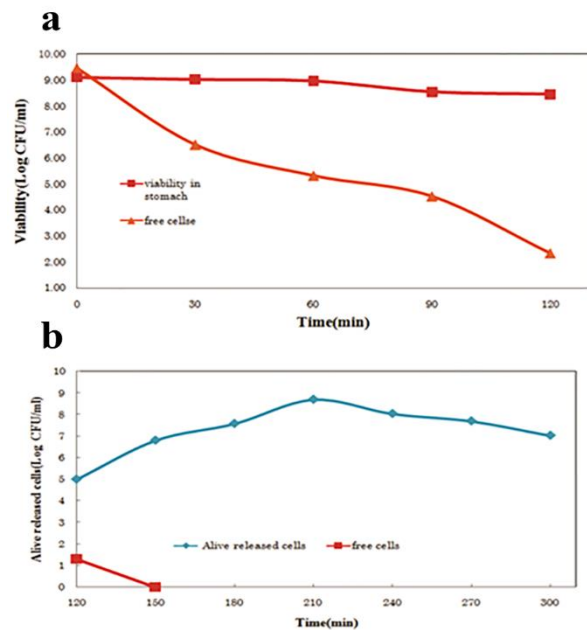 a
10.00
9.00
8.00
7.00
6.00
5.00
4.00
3.00
2.00
1.00
Viability(Log CFU/ml)
viability in
stomach
free cellse
0 30 60 90 120
Time(min)
b
10
9
8
7
6
5
4
3
2
1
0
Alive released cells(Log CFU/ml)
Alive released cells free cells
120 150 180 210 240 270 300
Time(min)